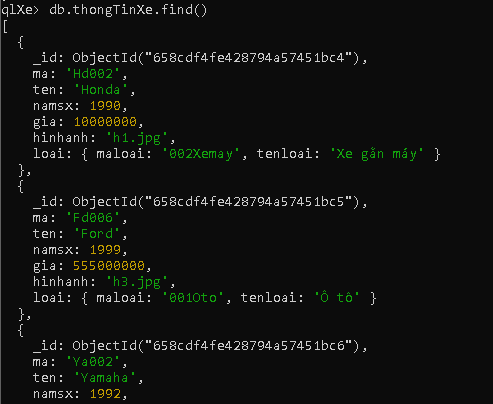 qlXe> db.thongTinXe.find()
[
  {
    _id: ObjectId("658cdf4fe428794a57451bc4"),
    ma: 'Hd002',
    ten: 'Honda',
    namsx: 1990,
    gia: 10000000,
    hinhanh: 'h1.jpg',
    loai: { maloai: '002Xemay', tenloai: 'Xe gắn máy' }
  },
  {
    _id: ObjectId("658cdf4fe428794a57451bc5"),
    ma: 'Fd006',
    ten: 'Ford',
    namsx: 1999,
    gia: 555000000,
    hinhanh: 'h3.jpg',
    loai: { maloai: '001Oto', tenloai: 'Ô tô' }
  },
  {
    _id: ObjectId("658cdf4fe428794a57451bc6"),
    ma: 'Ya002',
    ten: 'Yamaha',
    namsx: 1992,